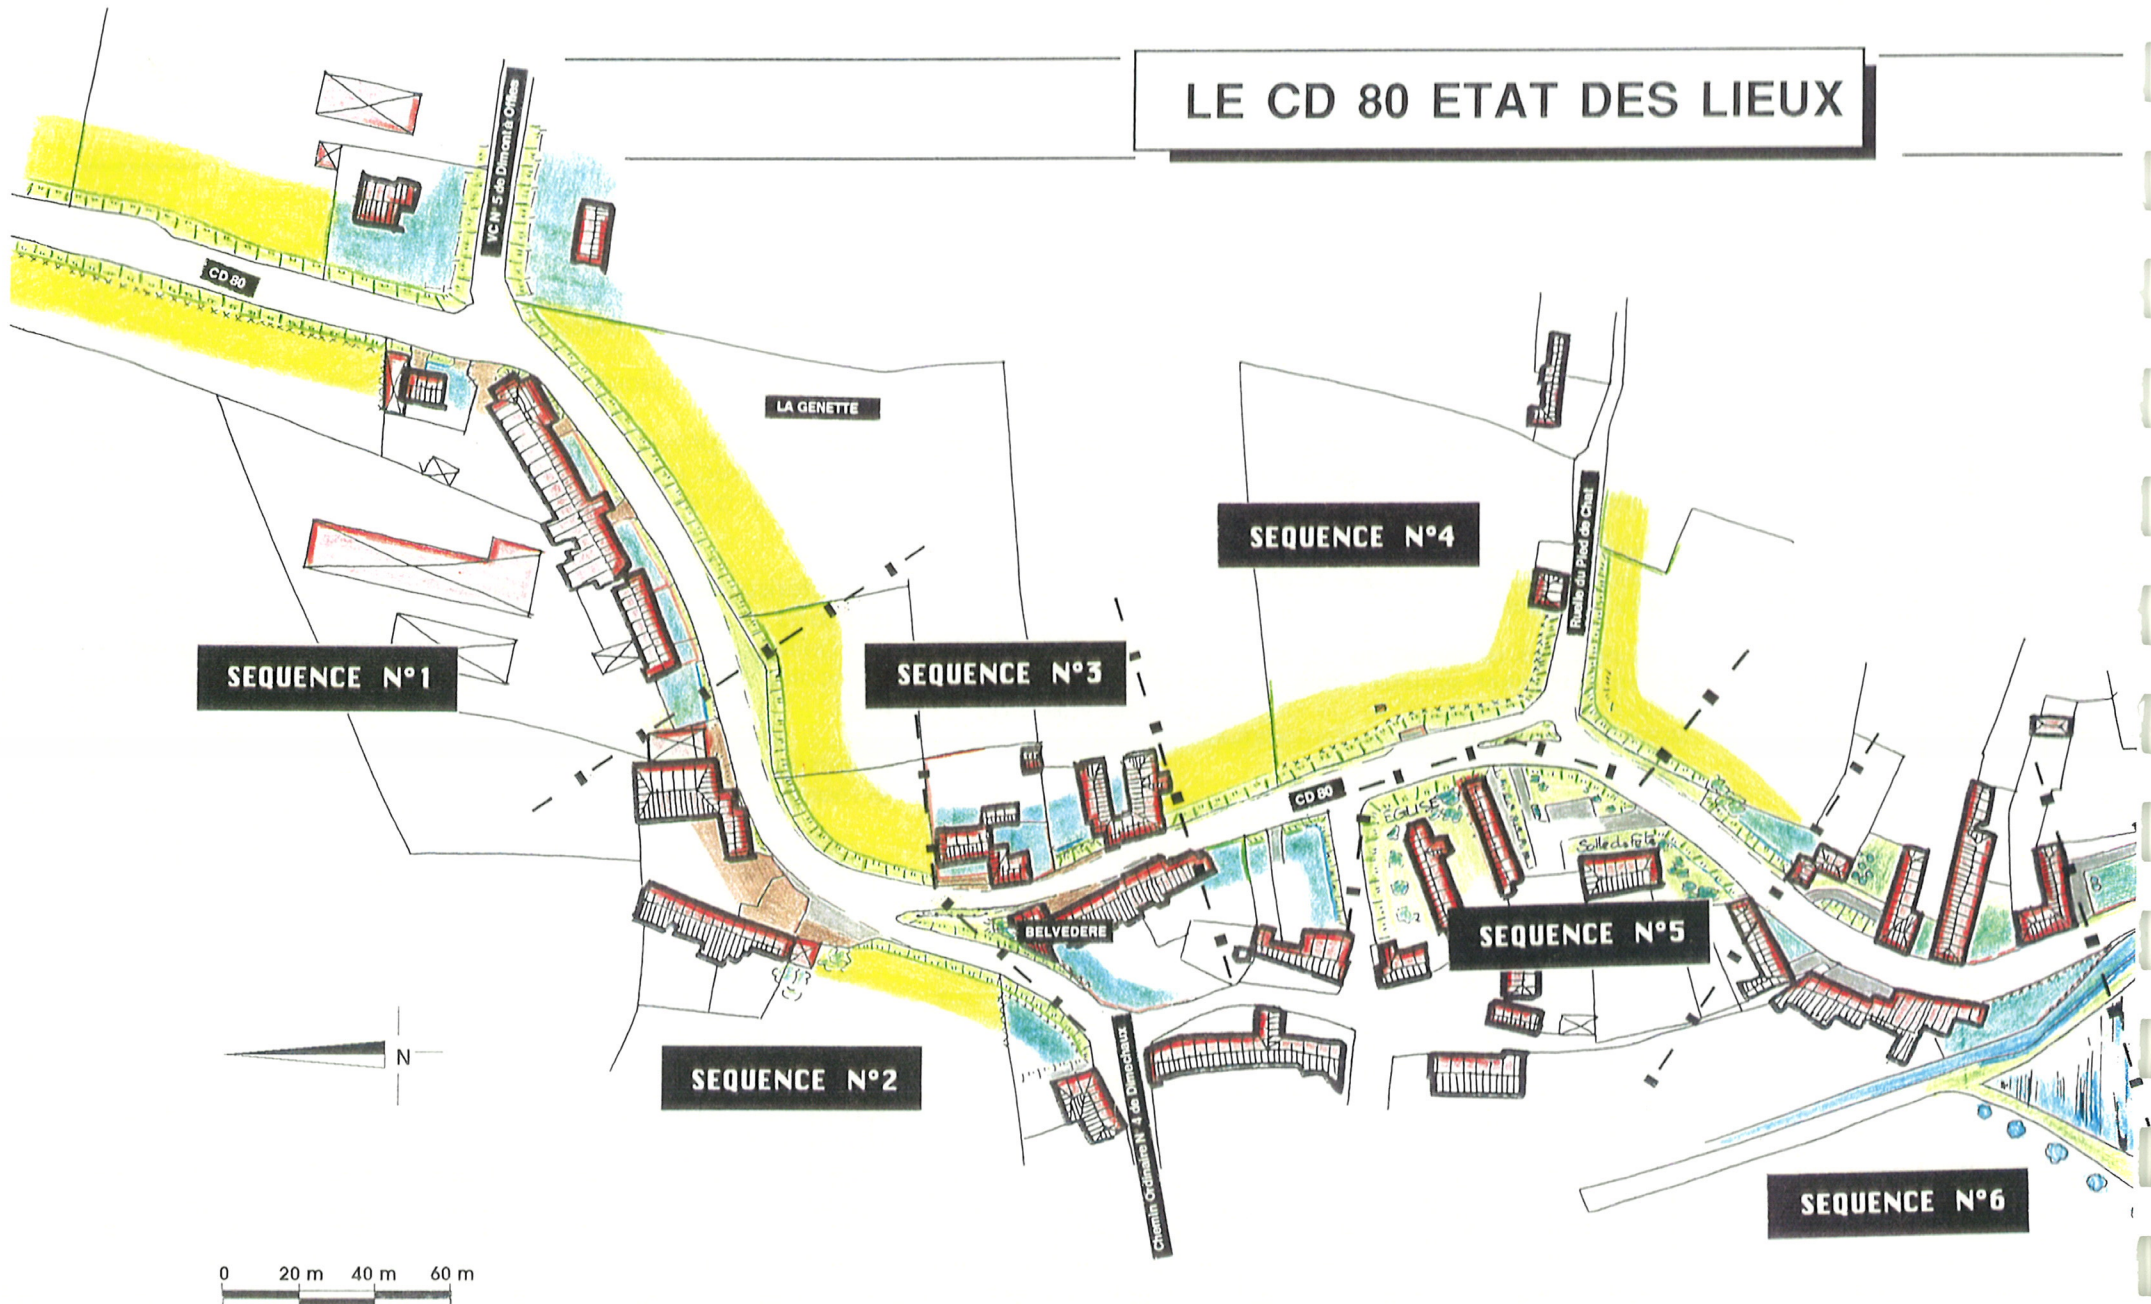 LE CD 80 ETAT DES LIEUX
VC N° 5 de Dimont à Offies
CD 80
LA GENETTE
SEQUENCE N°4
Ruelle du Pied de Chat
SEQUENCE N°1
SEQUENCE N°3
CD 80
EGLISE
Salle des fêtes
BELVEDERE
SEQUENCE N°5
N
SEQUENCE N°2
Chemin Ordinaire N° 4 de Dimechaux
SEQUENCE N°6
0 20 m 40 m 60 m